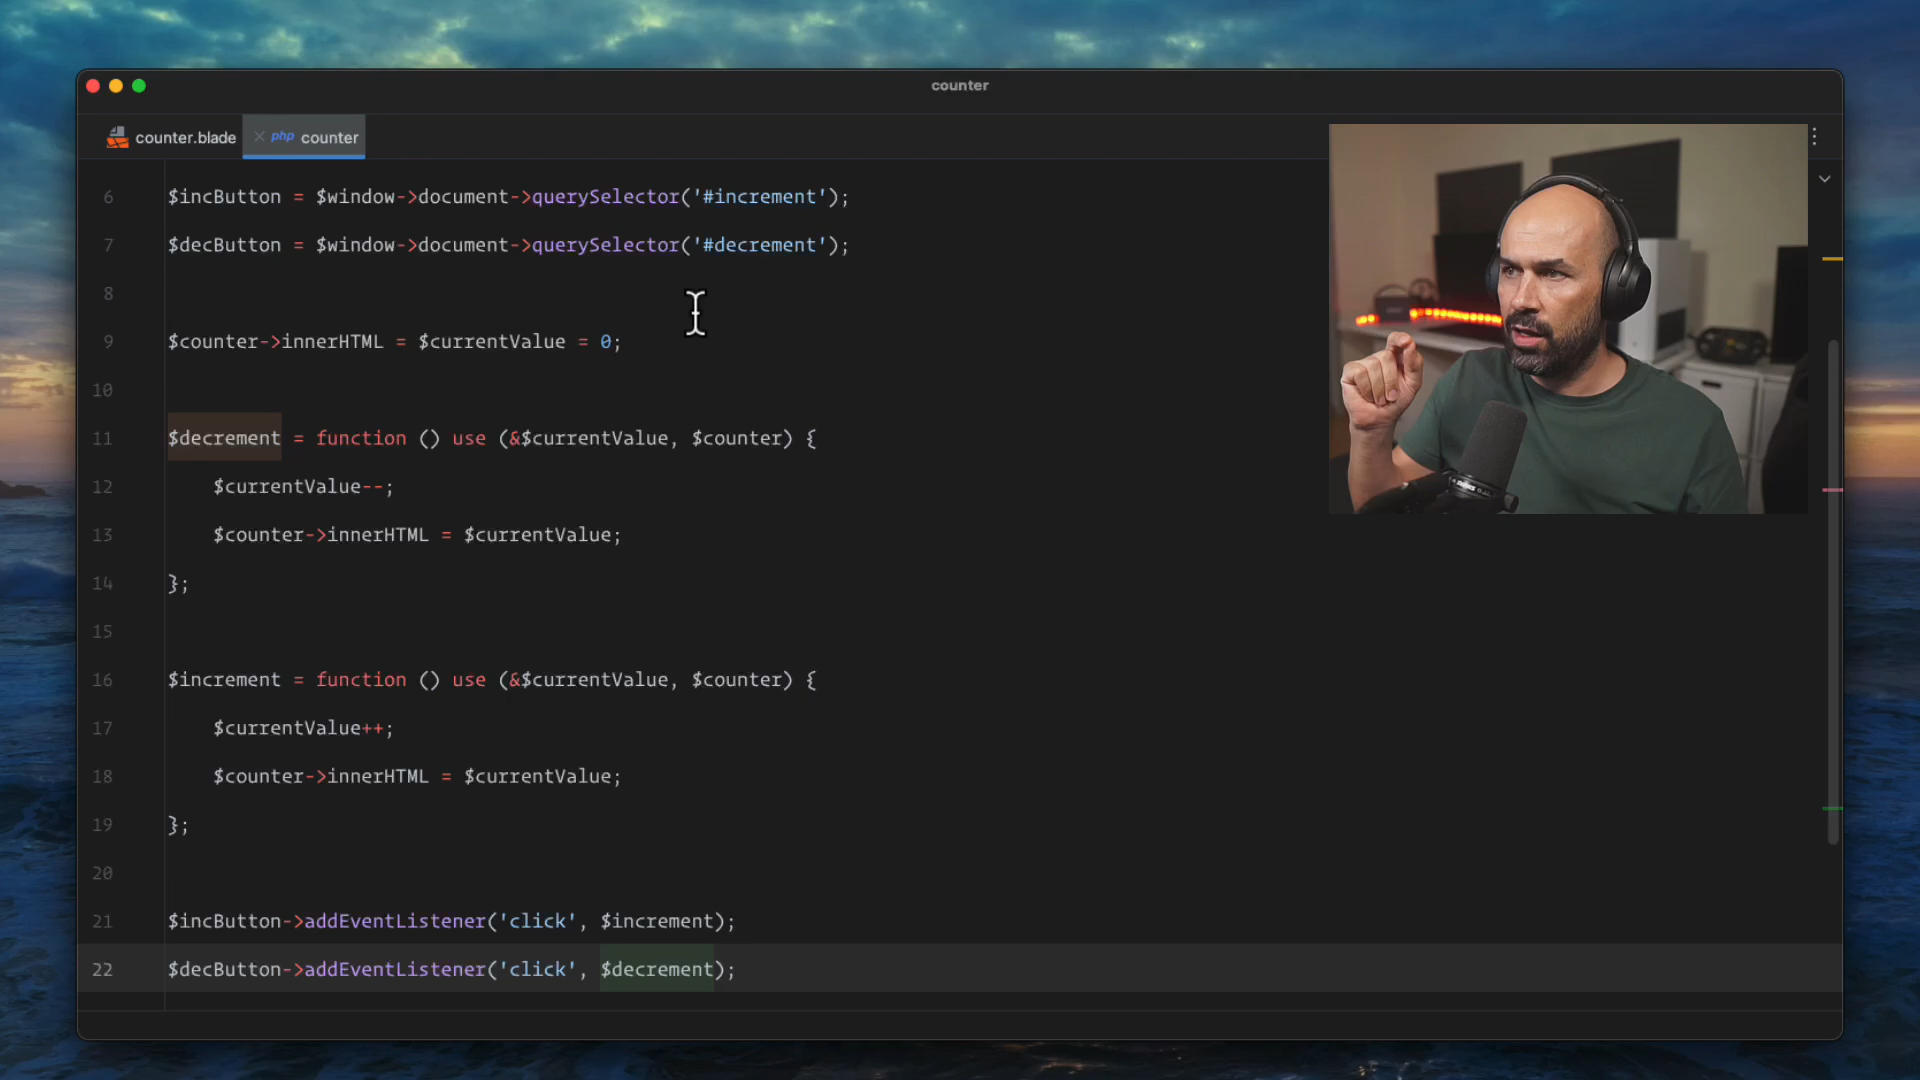 counter
counter.blade
php counter
6 $incButton = $window->document->querySelector('#increment');
7 $decButton = $window->document->querySelector('#decrement');
8
9 $counter->innerHTML = $currentValue = 0;
10
11 $decrement = function () use (&$currentValue, $counter) {
12 $currentValue--;
13 $counter->innerHTML = $currentValue;
14 };
15
16 $increment = function () use (&$currentValue, $counter) {
17 $currentValue++;
18 $counter->innerHTML = $currentValue;
19 };
20
21 $incButton->addEventListener('click', $increment);
22 $decButton->addEventListener('click', $decrement);